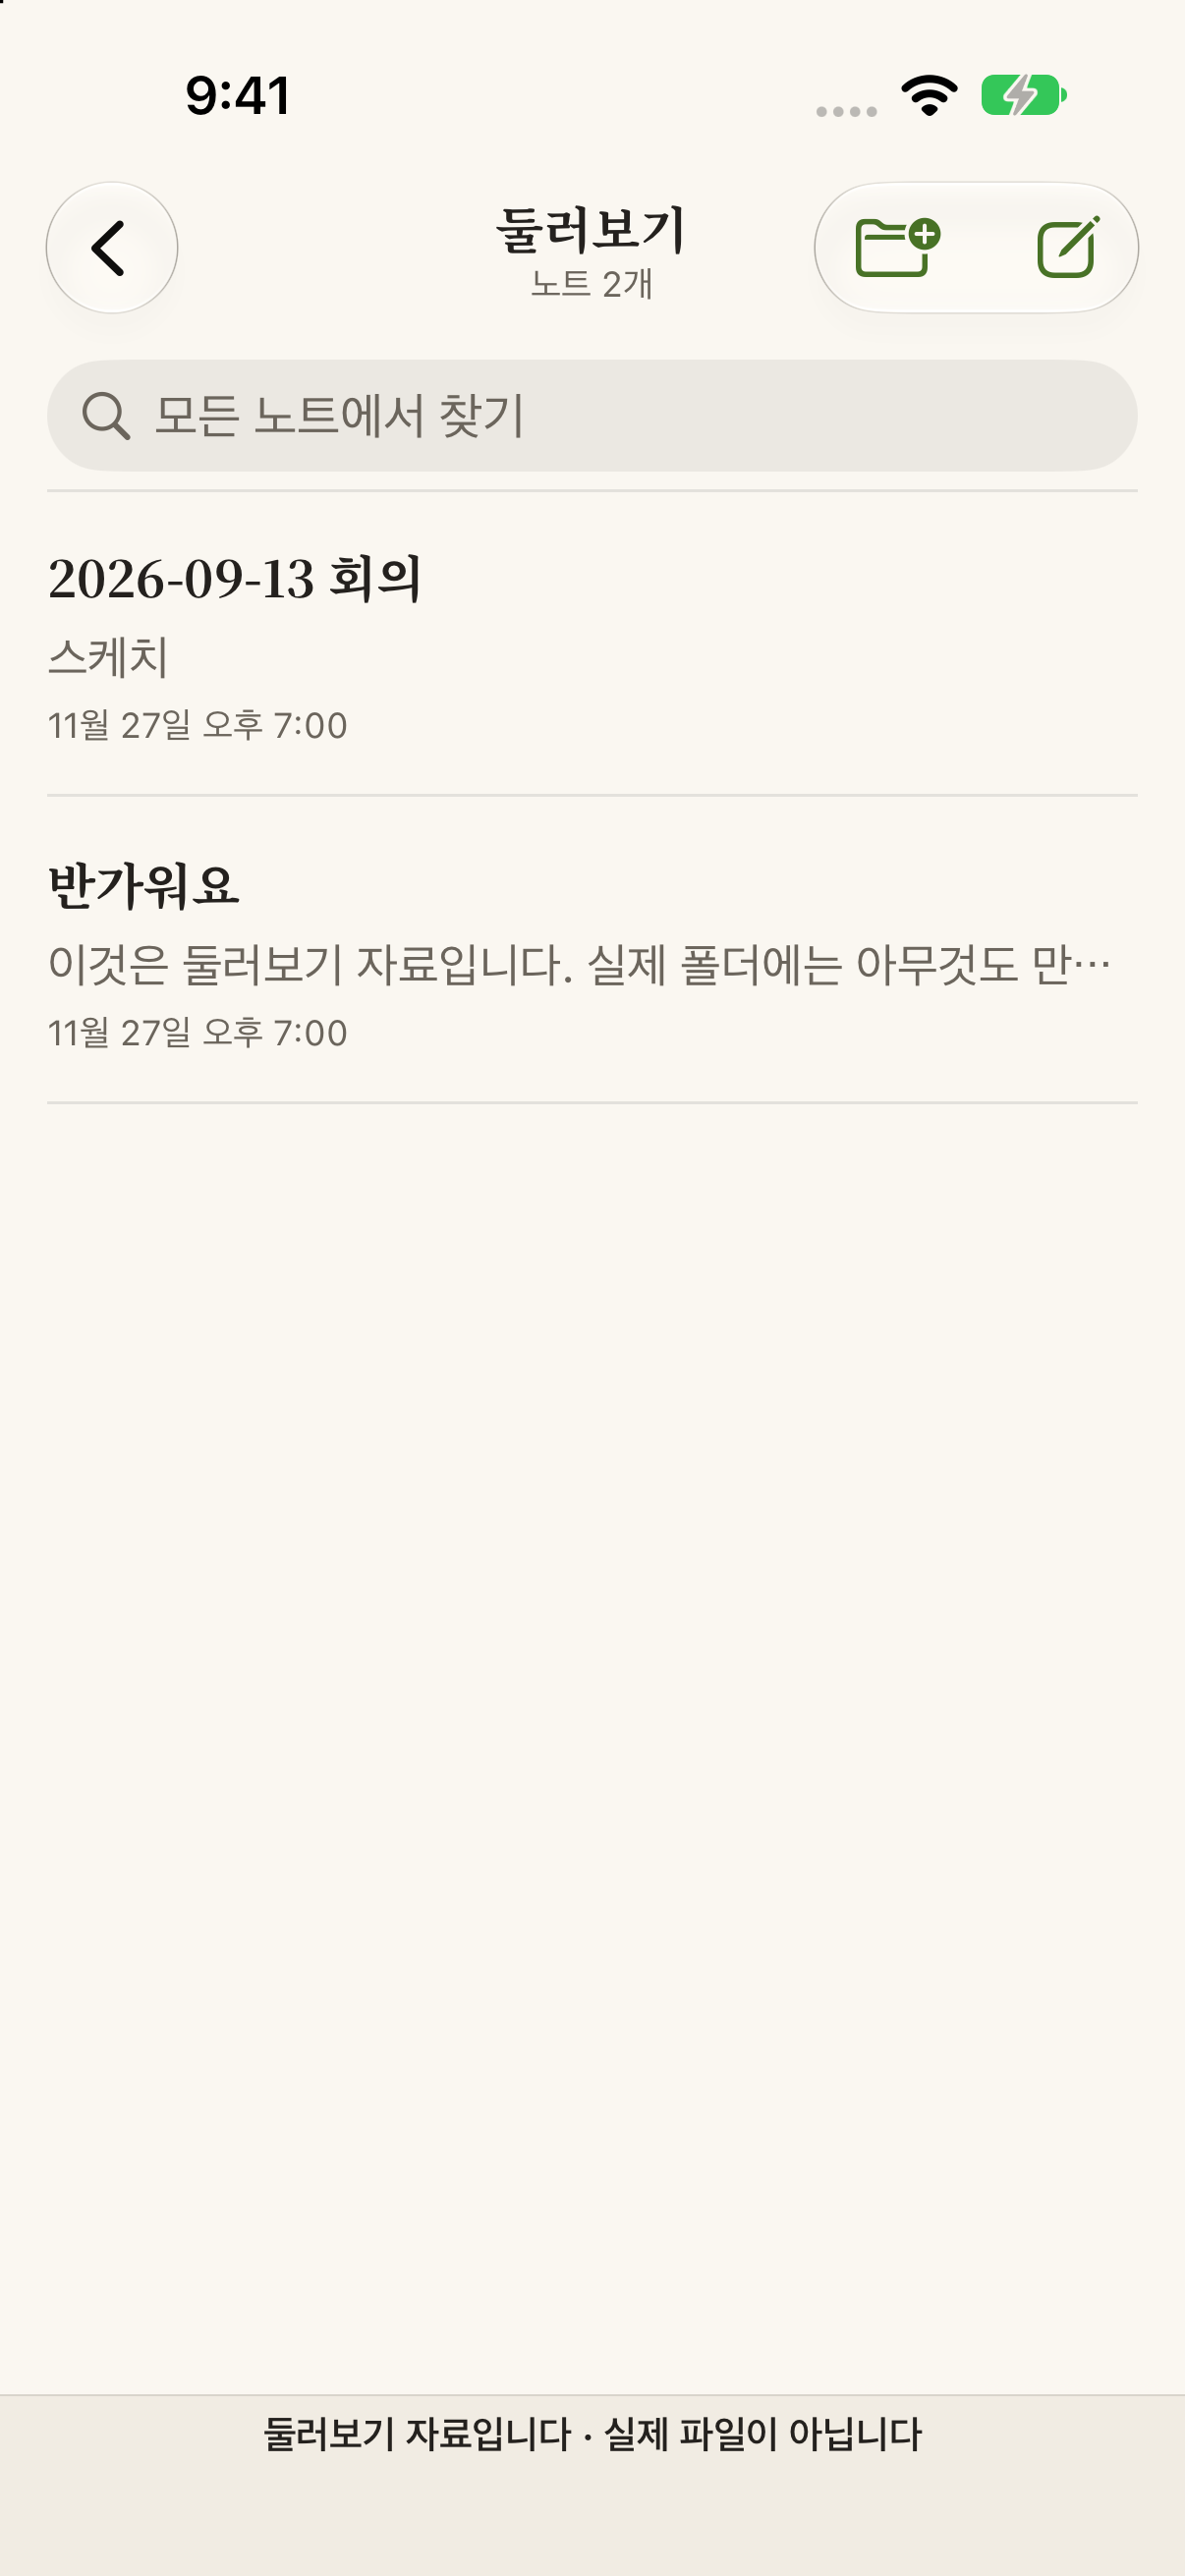 9:41
둘러보기
노트 2개
모든 노트에서 찾기
2026-09-13 회의
스케치
11월 27일 오후 7:00
반가워요
이것은 둘러보기 자료입니다. 실제 폴더에는 아무것도 만…
11월 27일 오후 7:00
둘러보기 자료입니다 · 실제 파일이 아닙니다